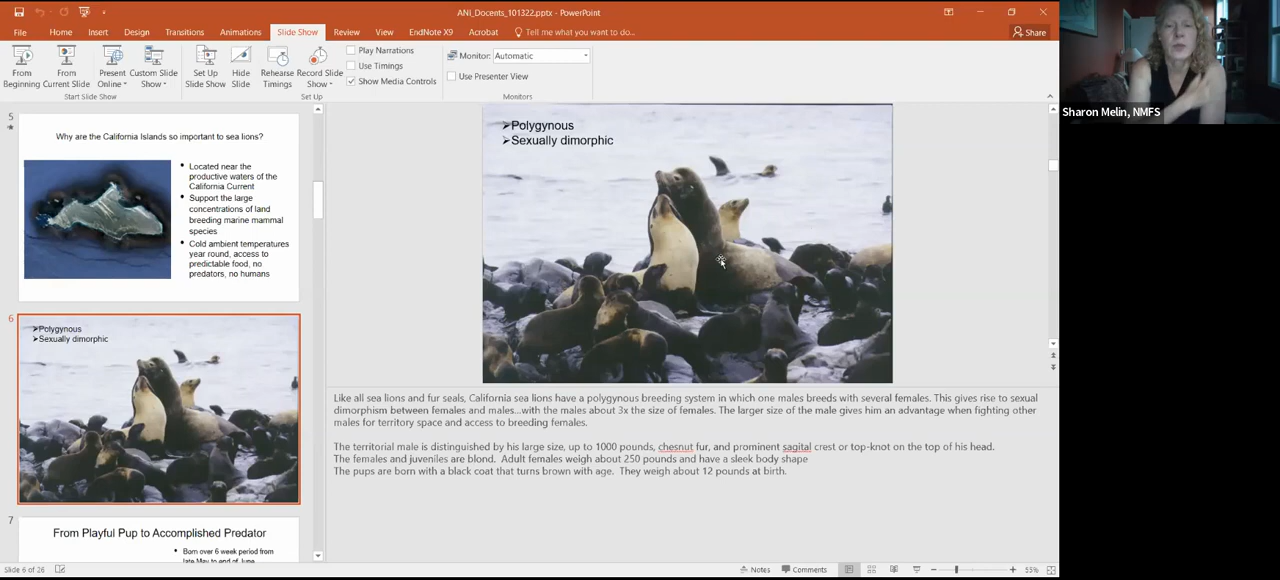 ANI_Docents_101322.pptx - PowerPoint
File Home Insert Design Transitions Animations Slide Show Review View EndNote X9 Acrobat Tell me what you want to do...
Share
From Beginning
From Current Slide
Present Online
Custom Slide Show
Start Slide Show
Set Up Slide Show
Hide Slide
Rehearse Timings
Record Slide Show
Play Narrations
Use Timings
Show Media Controls
Set Up
Monitor: Automatic
Use Presenter View
Monitors
Sharon Melin, NMFS
5
Why are the California Islands so important to sea lions?
• Located near the
productive waters of the
California Current
• Support the large
concentrations of land
breeding marine mammal
species
• Cold ambient temperatures
year round, access to
predictable food, no
predators, no humans
6
➢Polygynous
➢Sexually dimorphic
7
From Playful Pup to Accomplished Predator
• Born over 6 week period from
late May to end of June
➢Polygynous
➢Sexually dimorphic
Like all sea lions and fur seals, California sea lions have a polygynous breeding system in which one males breeds with several females. This gives rise to sexual
dimorphism between females and males...with the males about 3x the size of females. The larger size of the male gives him an advantage when fighting other
males for territory space and access to breeding females.
The territorial male is distinguished by his large size, up to 1000 pounds, chesnut fur, and prominent sagital crest or top-knot on the top of his head.
The females and juveniles are blond. Adult females weigh about 250 pounds and have a sleek body shape
The pups are born with a black coat that turns brown with age. They weigh about 12 pounds at birth.
Slide 6 of 26
Notes
Comments
55%